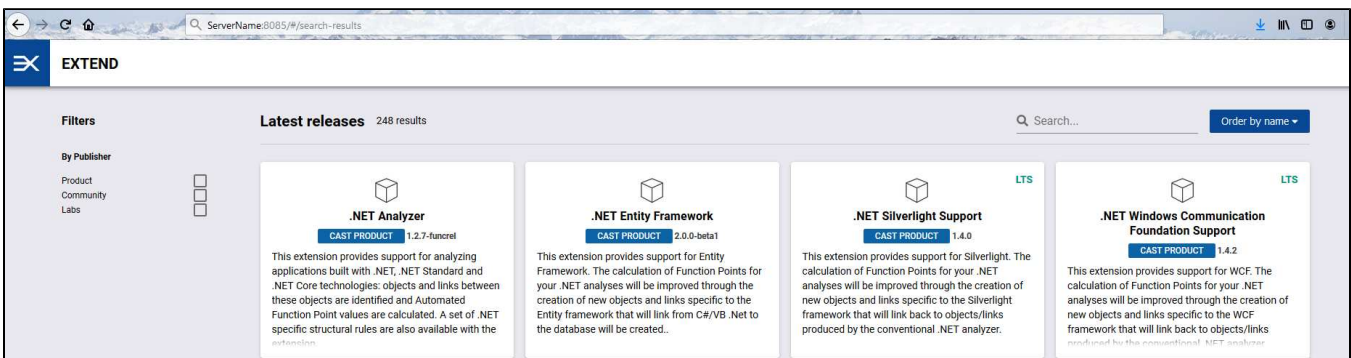 ServerName:8085/#/search-results
EXTEND
Filters
By Publisher
Product
Community
Labs
Latest releases 248 results
Search...
Order by name
.NET Analyzer
CAST PRODUCT 1.2.7-funcrel
This extension provides support for analyzing
applications built with .NET, .NET Standard and
.NET Core technologies: objects and links between
these objects are identified and Automated
Function Point values are calculated. A set of .NET
specific structural rules are also available with the
extension
.NET Entity Framework
CAST PRODUCT 2.0.0-beta1
This extension provides support for Entity
Framework. The calculation of Function Points for
your .NET analyses will be improved through the
creation of new objects and links specific to the
Entity framework that will link from C#/VB .Net to
the database will be created..
LTS
.NET Silverlight Support
CAST PRODUCT 1.4.0
This extension provides support for Silverlight. The
calculation of Function Points for your .NET
analyses will be improved through the creation of
new objects and links specific to the Silverlight
framework that will link back to objects/links
produced by the conventional .NET analyzer.
LTS
.NET Windows Communication
Foundation Support
CAST PRODUCT 1.4.2
This extension provides support for WCF. The
calculation of Function Points for your .NET
analyses will be improved through the creation of
new objects and links specific to the WCF
framework that will link back to objects/links
produced by the conventional .NET analyzer